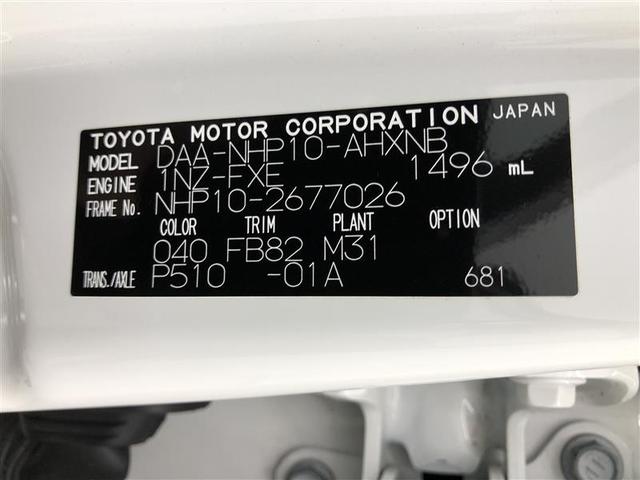 TOYOTA MOTOR CORPORATION JAPAN
MODEL DAA-NHP10-AHXNB
ENGINE 1NZ-FXE 1496 mL
FRAME No. NHP10-2677026
COLOR TRIM PLANT OPTION
040 FB82 M31
TRANS./AXLE P510 -01A 681